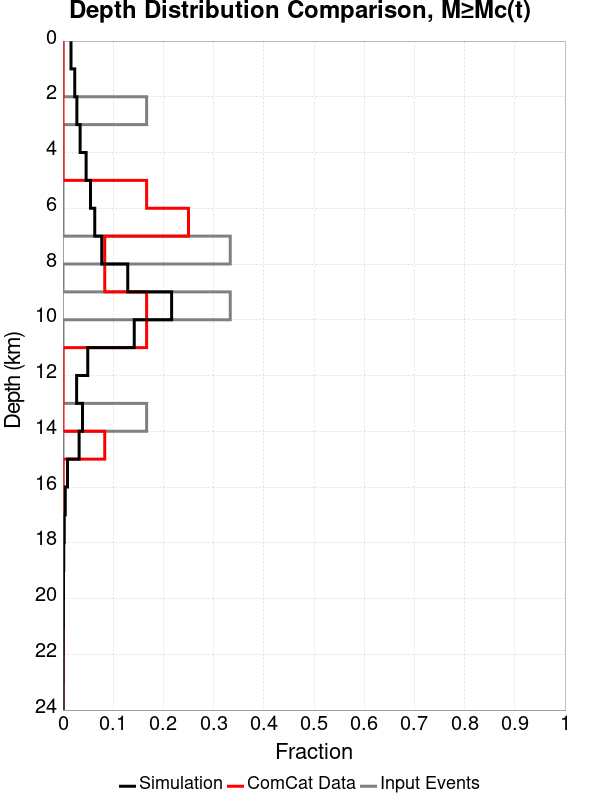 Depth Distribution Comparison, M≥Mc(t)
0
2
4
6
8
10
12
14
16
18
20
22
24
Depth (km)
0 0.1 0.2 0.3 0.4 0.5 0.6 0.7 0.8 0.9 1
Fraction
Simulation ComCat Data Input Events